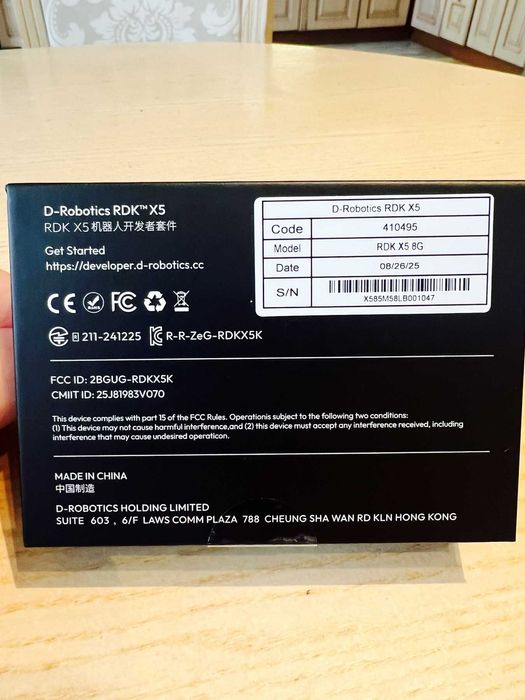 D-Robotics RDK™ X5
RDK X5 机器人开发者套件
Get Started
https://developer.d-robotics.cc
D-Robotics RDK X5
Code 410495
Model RDK X5 8G
Date 08/26/25
S/N X585M58LB001047
CE RoHS FC
R 211-241225 R-R-ZeG-RDKX5K
FCC ID: 2BGUG-RDKX5K
CMIIT ID: 25J81983V070
This device complies with part 15 of the FCC Rules. Operationis subject to the following two conditions:
(1) This device may not cause harmful interference,and (2) this device must accept any interference received, including
interference that may cause undesired operaticon.
MADE IN CHINA
中国制造
D-ROBOTICS HOLDING LIMITED
SUITE 603 , 6/F LAWS COMM PLAZA 788 CHEUNG SHA WAN RD KLN HONG KONG